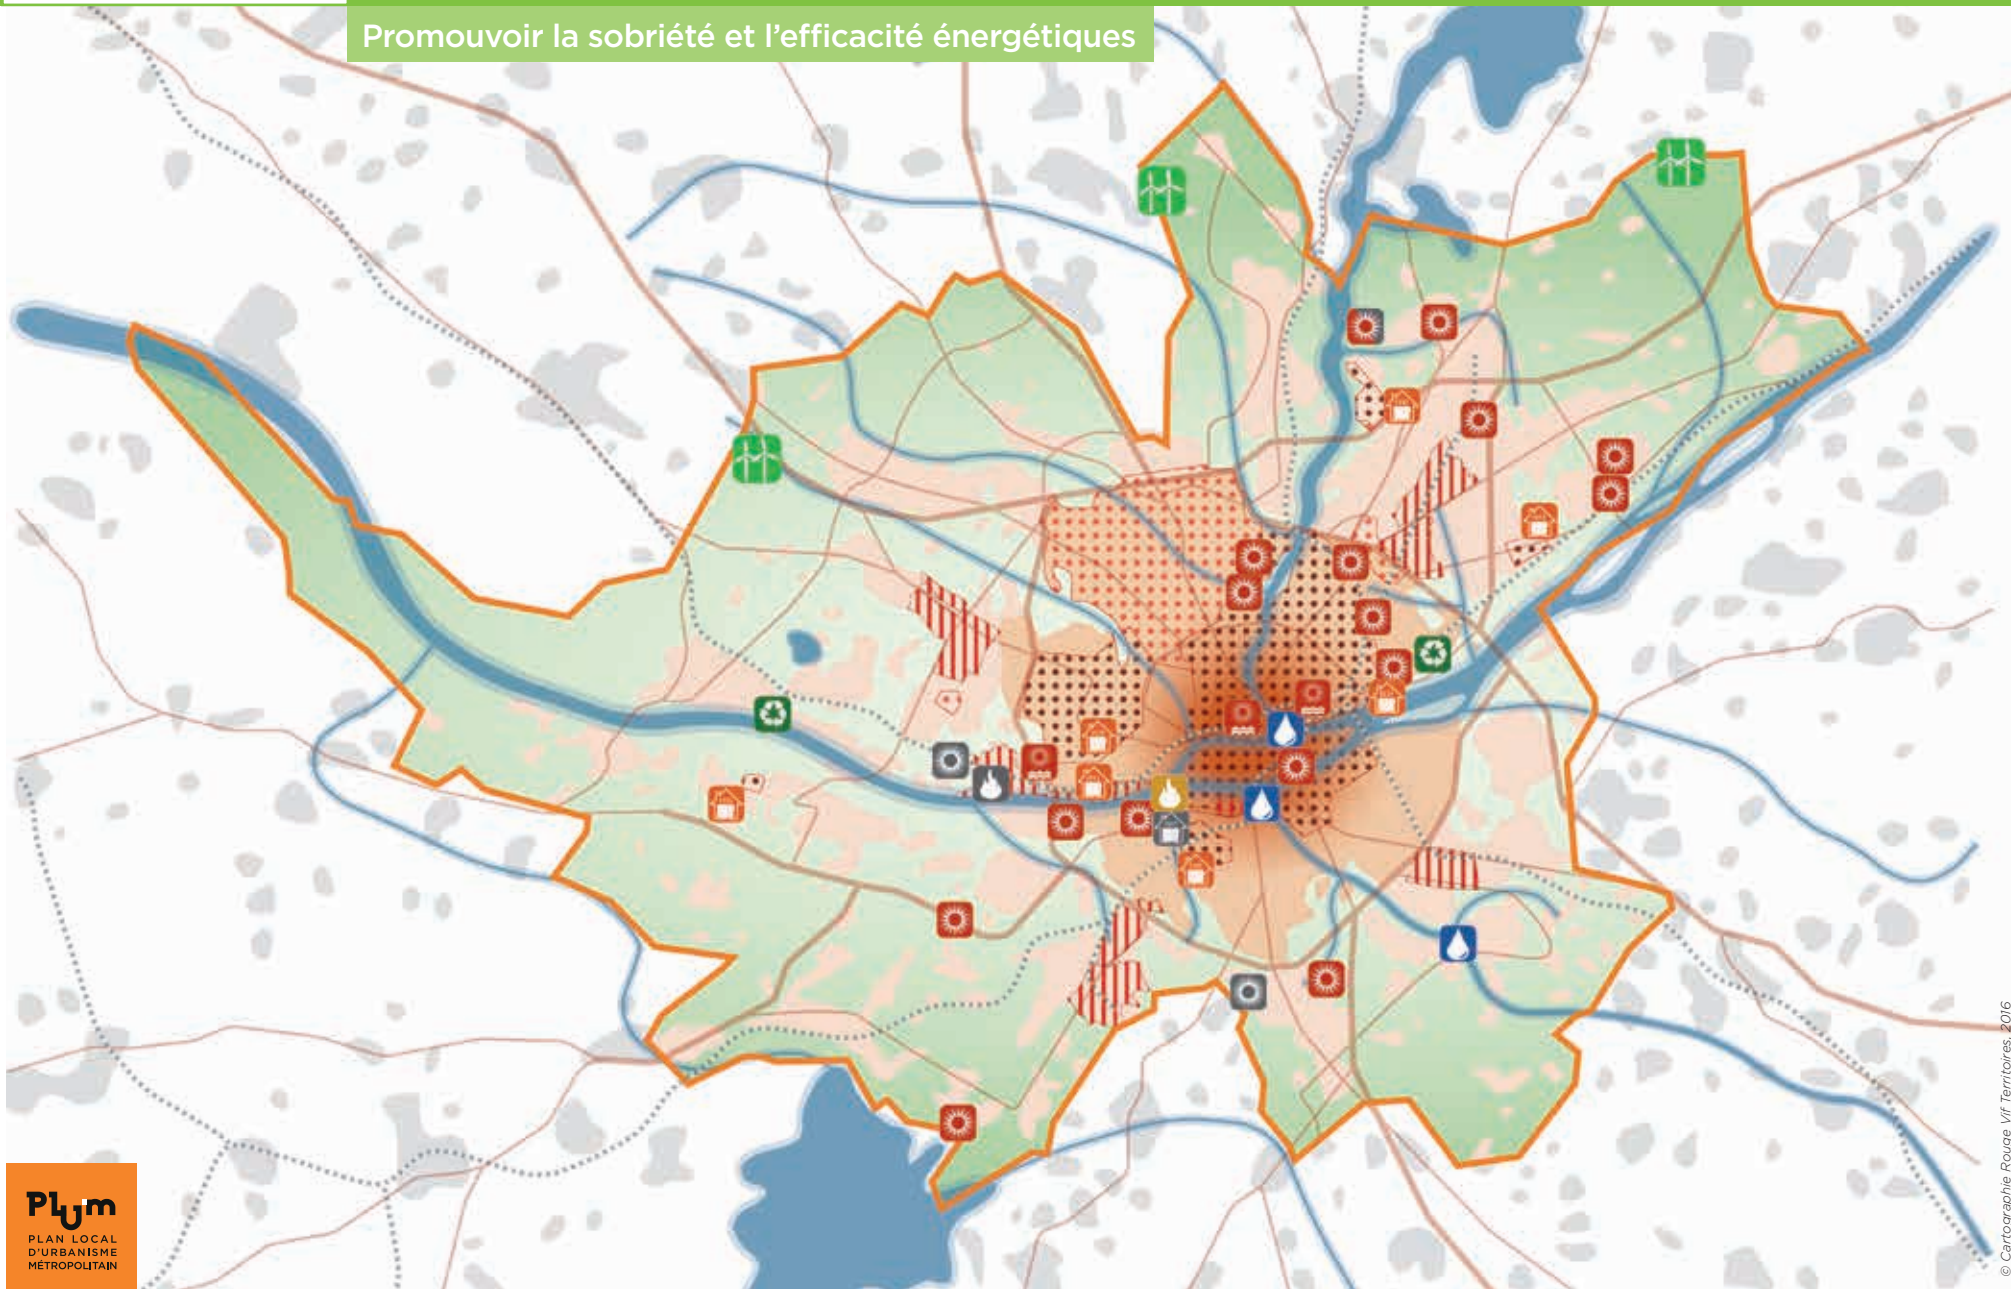 Promouvoir la sobriété et l'efficacité énergétiques
PLUm
PLAN LOCAL
D'URBANISME
MÉTROPOLITAIN
© Cartographie Rouge Vif Territoires, 2016